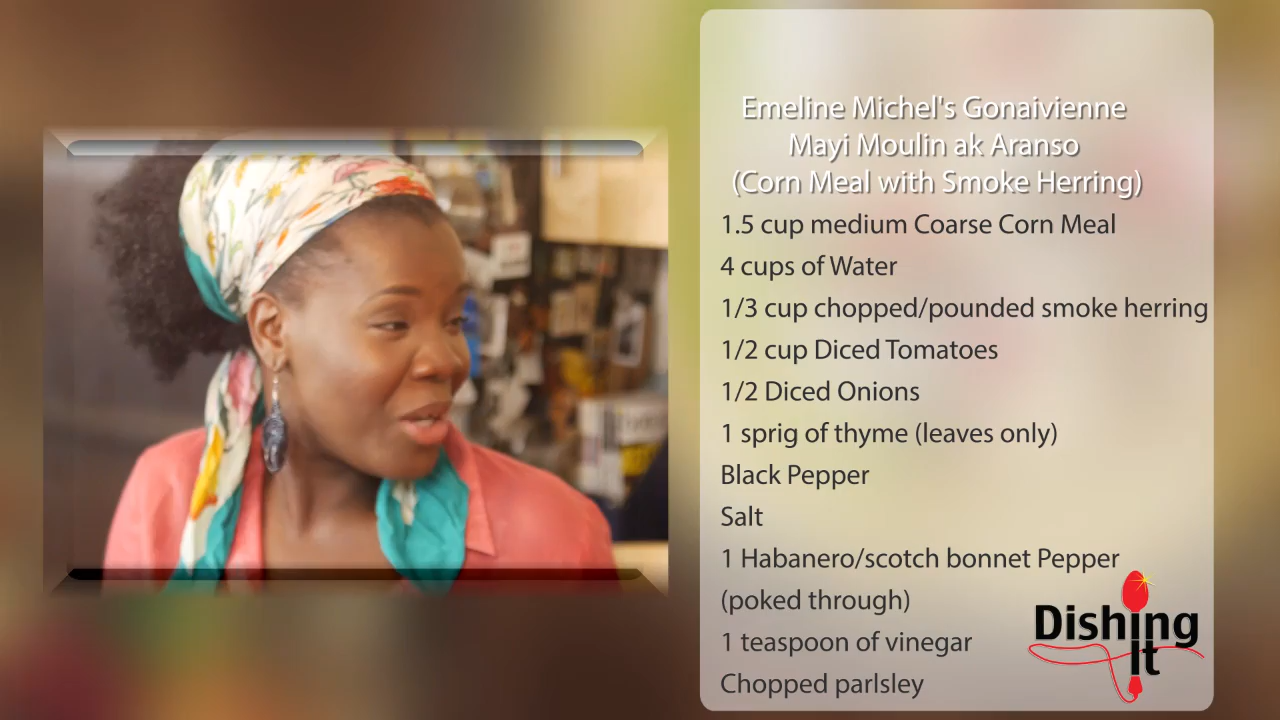 Emeline Michel's Gonaivienne
Mayi Moulin ak Aranso
(Corn Meal with Smoke Herring)
1.5 cup medium Coarse Corn Meal
4 cups of Water
1/3 cup chopped/pounded smoke herring
1/2 cup Diced Tomatoes
1/2 Diced Onions
1 sprig of thyme (leaves only)
Black Pepper
Salt
1 Habanero/scotch bonnet Pepper
(poked through)
1 teaspoon of vinegar
Chopped parlsley
Dishing
It